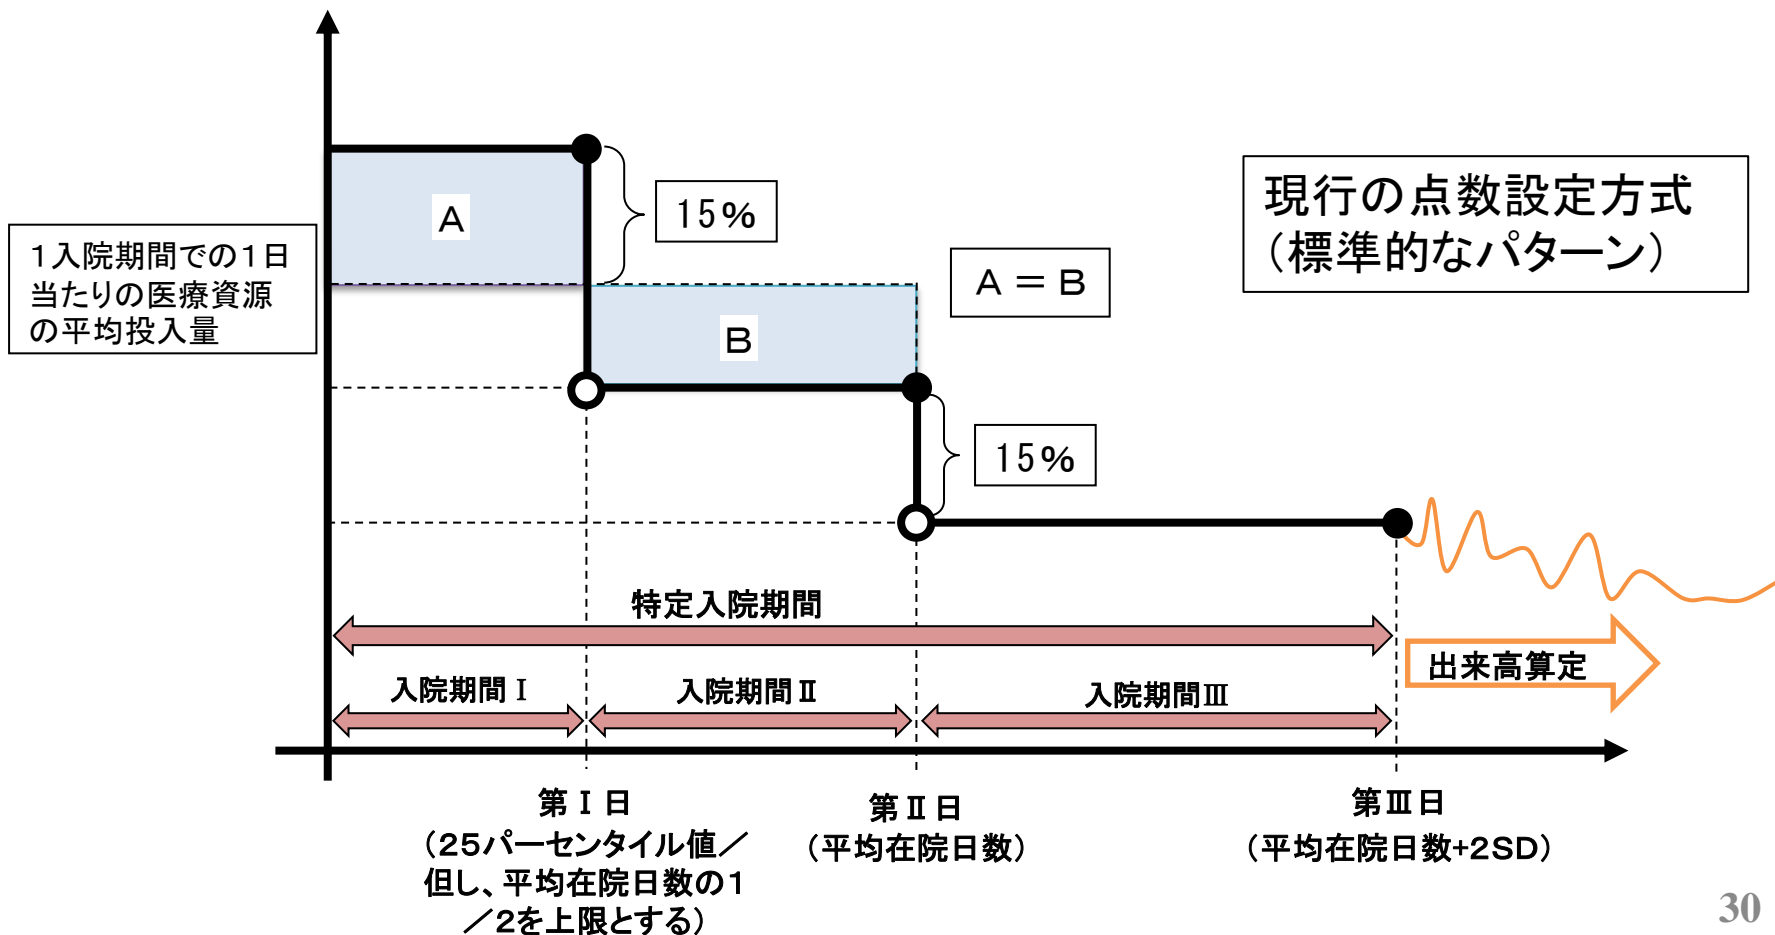 現行の点数設定方式
（標準的なパターン）
15%
A
1入院期間での1日
当たりの医療資源
の平均投入量
A＝B
B
15%
特定入院期間
出来高算定
入院期間Ⅰ
入院期間Ⅱ
入院期間Ⅲ
第Ⅰ日
（25パーセンタイル値／
但し、平均在院日数の1
／2を上限とする）
第Ⅱ日
（平均在院日数）
第Ⅲ日
（平均在院日数+2SD）
30